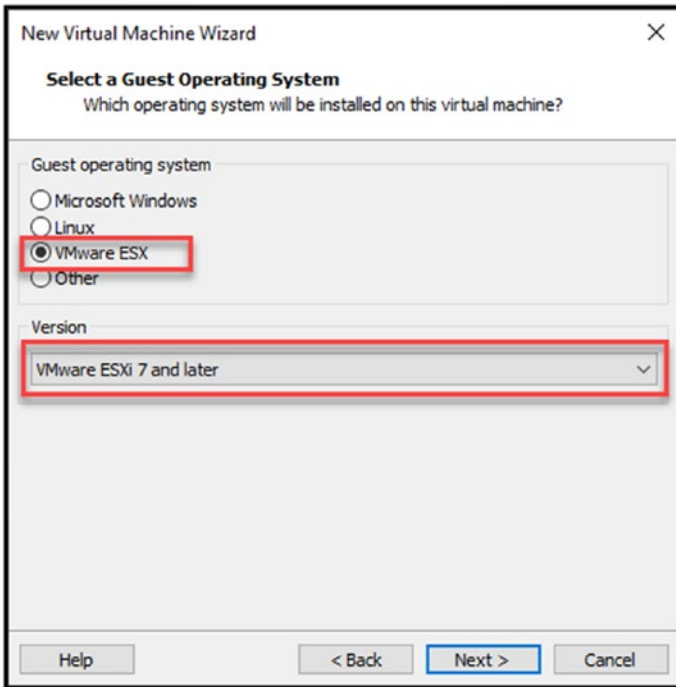 New Virtual Machine Wizard
Select a Guest Operating System
Which operating system will be installed on this virtual machine?
Guest operating system
Microsoft Windows
Linux
VMware ESX
Other
Version
VMware ESXi 7 and later
Help
< Back
Next >
Cancel